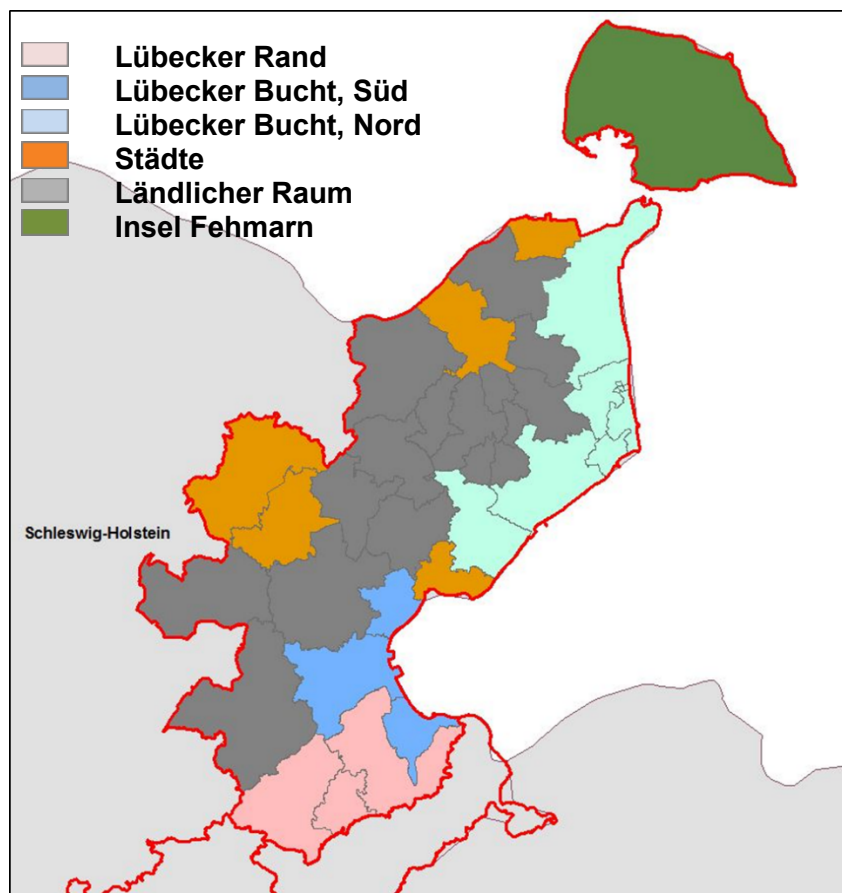 Lübecker Rand
Lübecker Bucht, Süd
Lübecker Bucht, Nord
Städte
Ländlicher Raum
Insel Fehmarn
Schleswig-Holstein